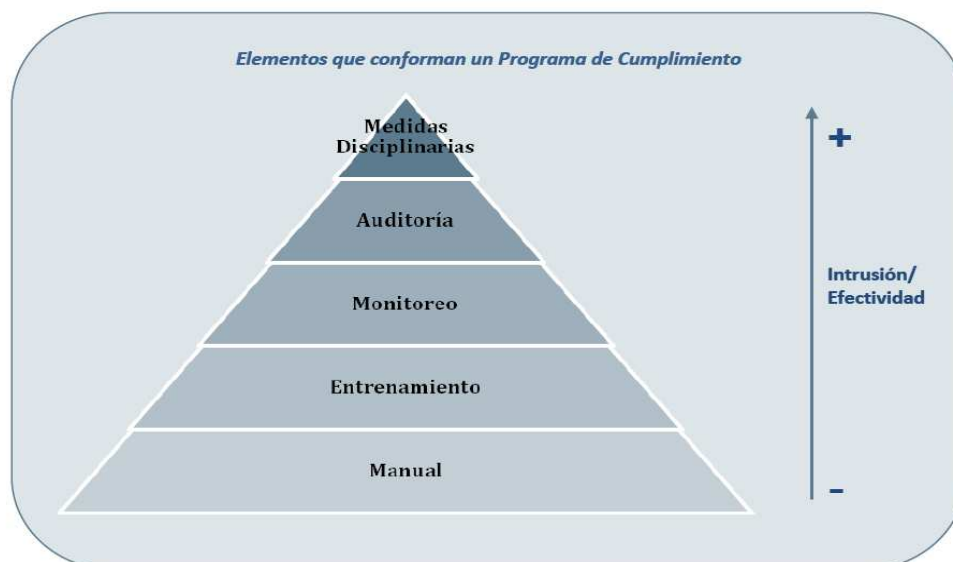 Elementos que conforman un Programa de Cumplimiento
Medidas
Disciplinarias
Auditoría
Monitoreo
Entrenamiento
Manual
+
Intrusión/
Efectividad
-